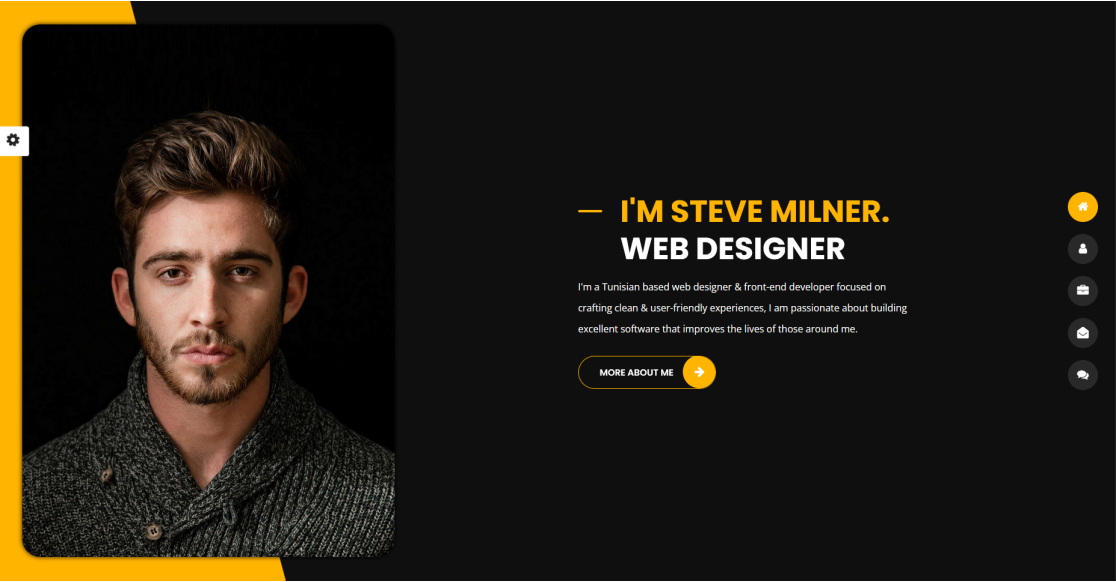 I'M STEVE MILNER.
WEB DESIGNER
I'm a Tunisian based web designer & front-end developer focused on
crafting clean & user-friendly experiences, I am passionate about building
excellent software that improves the lives of those around me.
MORE ABOUT ME